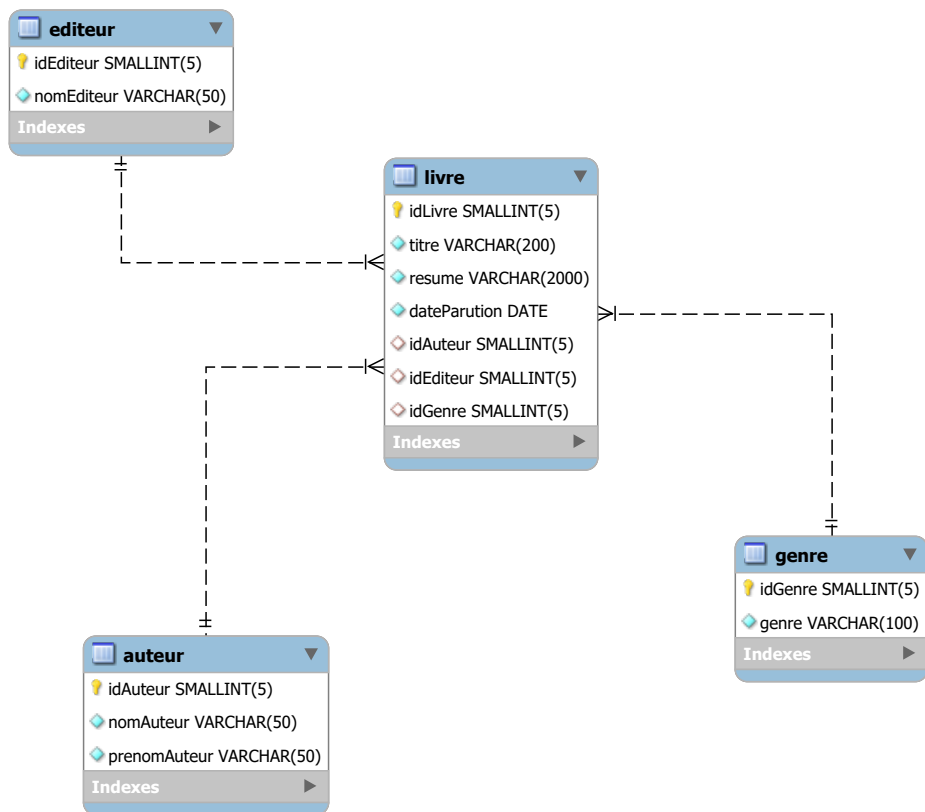 editeur
idEditeur SMALLINT(5)
nomEditeur VARCHAR(50)
Indexes
livre
idLivre SMALLINT(5)
titre VARCHAR(200)
resume VARCHAR(2000)
dateParution DATE
idAuteur SMALLINT(5)
idEditeur SMALLINT(5)
idGenre SMALLINT(5)
Indexes
genre
idGenre SMALLINT(5)
genre VARCHAR(100)
Indexes
auteur
idAuteur SMALLINT(5)
nomAuteur VARCHAR(50)
prenomAuteur VARCHAR(50)
Indexes